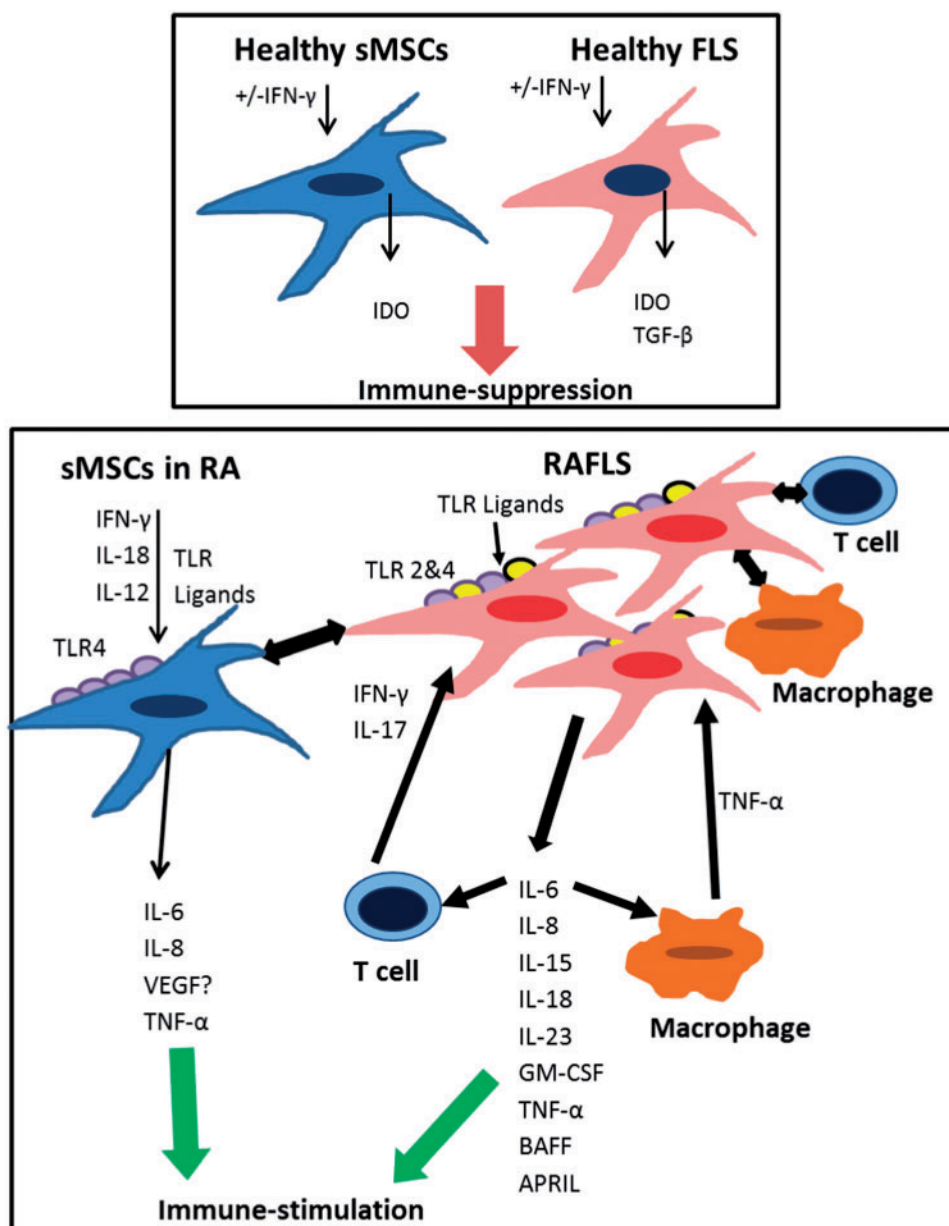 Healthy sMSCs
Healthy FLS
+/-IFN-γ
+/-IFN-γ
IDO
IDO
TGF-β
Immune-suppression
sMSCs in RA
RAFLS
IFN-γ
IL-18
IL-12
TLR
Ligands
TLR4
TLR Ligands
TLR 2&4
T cell
Macrophage
IFN-γ
IL-17
TNF-α
T cell
Macrophage
IL-6
IL-8
VEGF?
TNF-α
IL-6
IL-8
IL-15
IL-18
IL-23
GM-CSF
TNF-α
BAFF
APRIL
Immune-stimulation